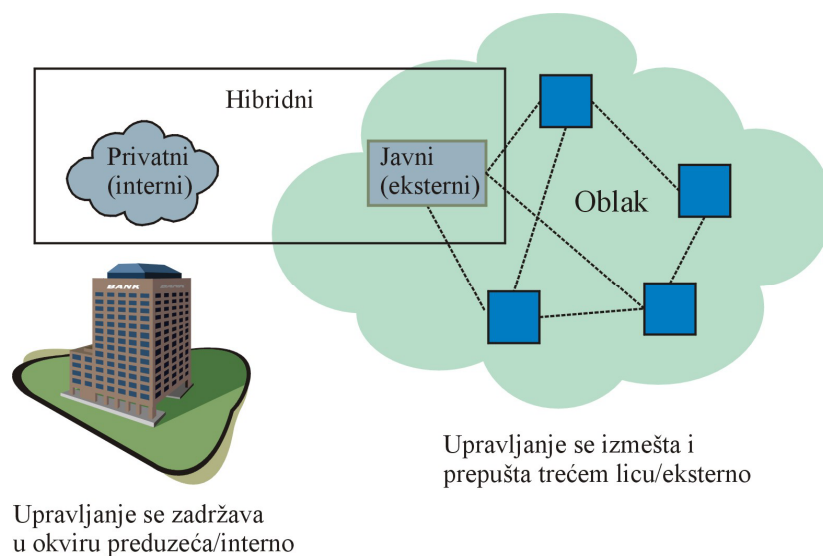 Hibridni
Privatni
(interni)
Javni
(eksterni)
Oblak
BANK
Upravljanje se izmešta i
prepušta trećem licu/eksterno
Upravljanje se zadržava
u okviru preduzeća/interno